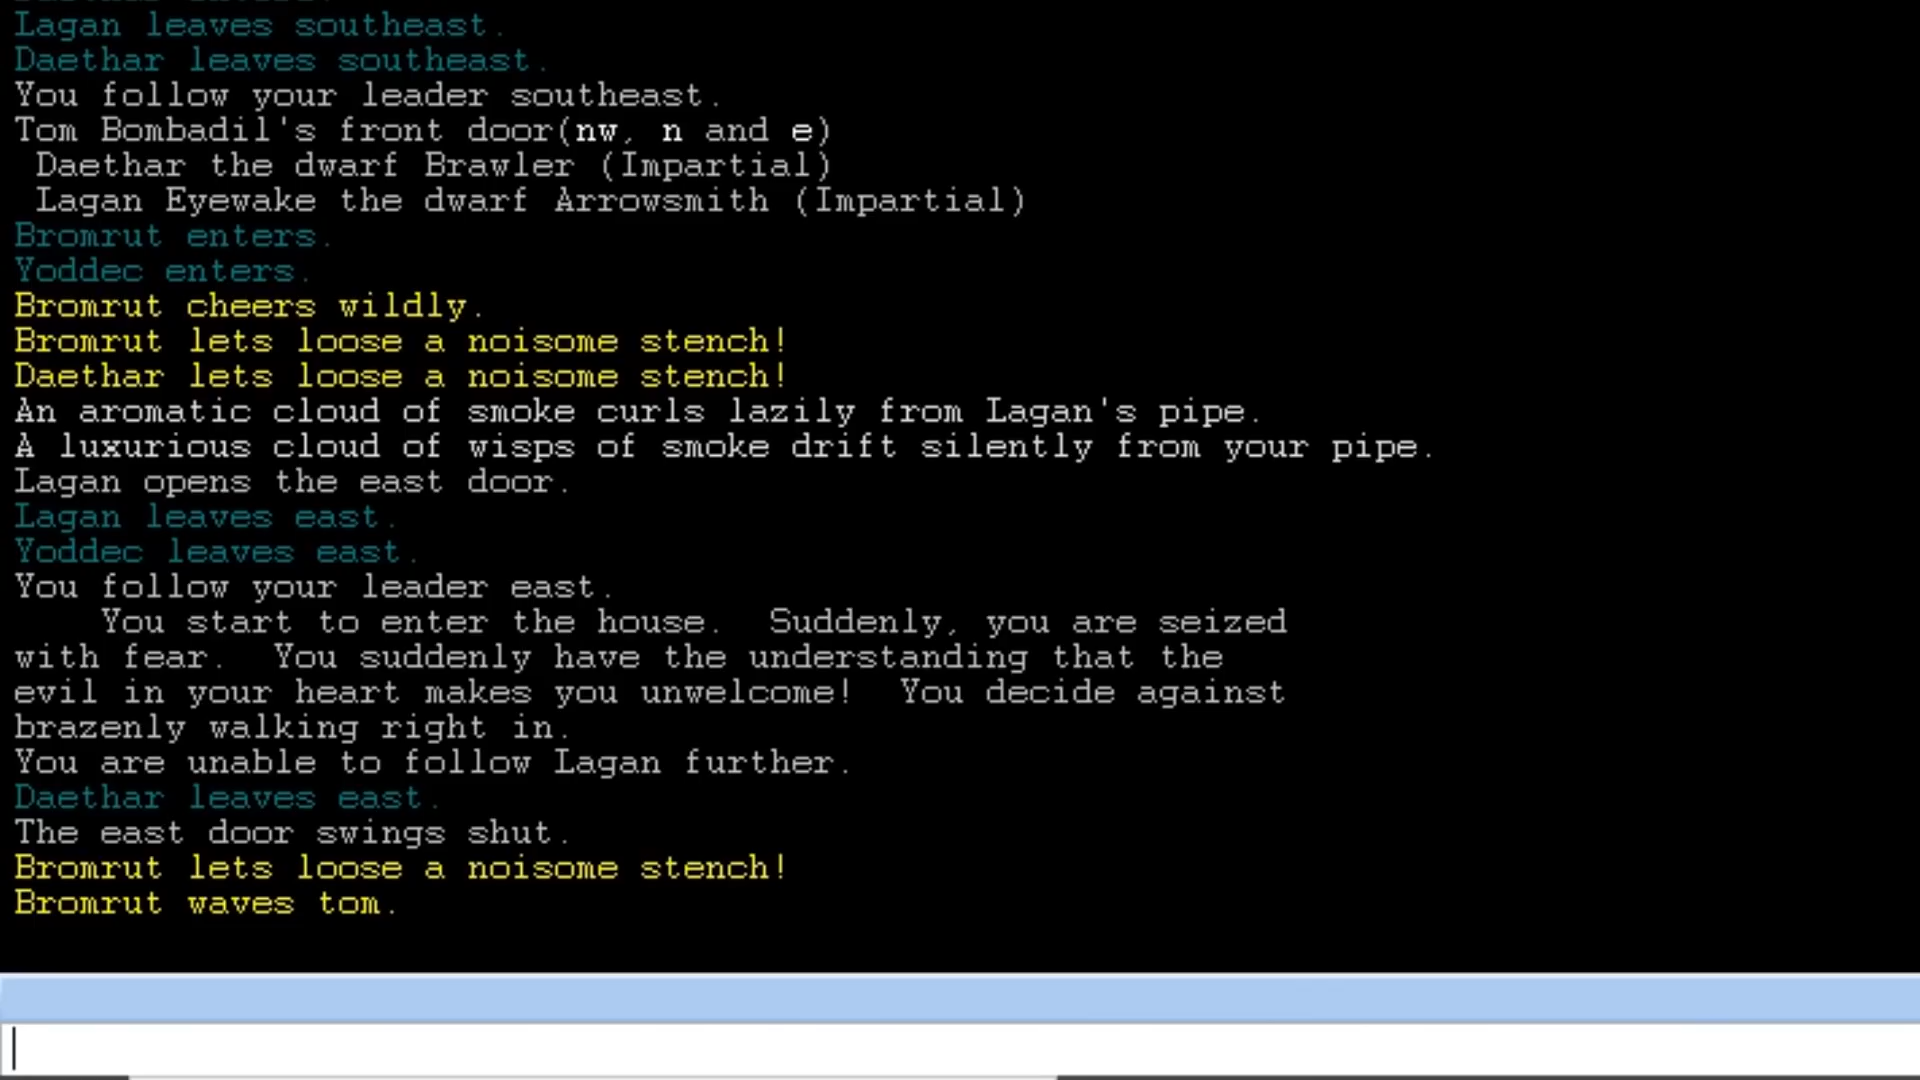 Lagan leaves southeast.
Daethar leaves southeast.
You follow your leader southeast.
Tom Bombadil's front door(nw, n and e)
Daethar the dwarf Brawler (Impartial)
Lagan Eyewake the dwarf Arrowsmith (Impartial)
Bromrut enters.
Yoddec enters.
Bromrut cheers wildly.
Bromrut lets loose a noisome stench!
Daethar lets loose a noisome stench!
An aromatic cloud of smoke curls lazily from Lagan's pipe.
A luxurious cloud of wisps of smoke drift silently from your pipe.
Lagan opens the east door.
Lagan leaves east.
Yoddec leaves east.
You follow your leader east.
You start to enter the house.  Suddenly, you are seized
with fear.  You suddenly have the understanding that the
evil in your heart makes you unwelcome!  You decide against
brazenly walking right in.
You are unable to follow Lagan further.
Daethar leaves east.
The east door swings shut.
Bromrut lets loose a noisome stench!
Bromrut waves tom.